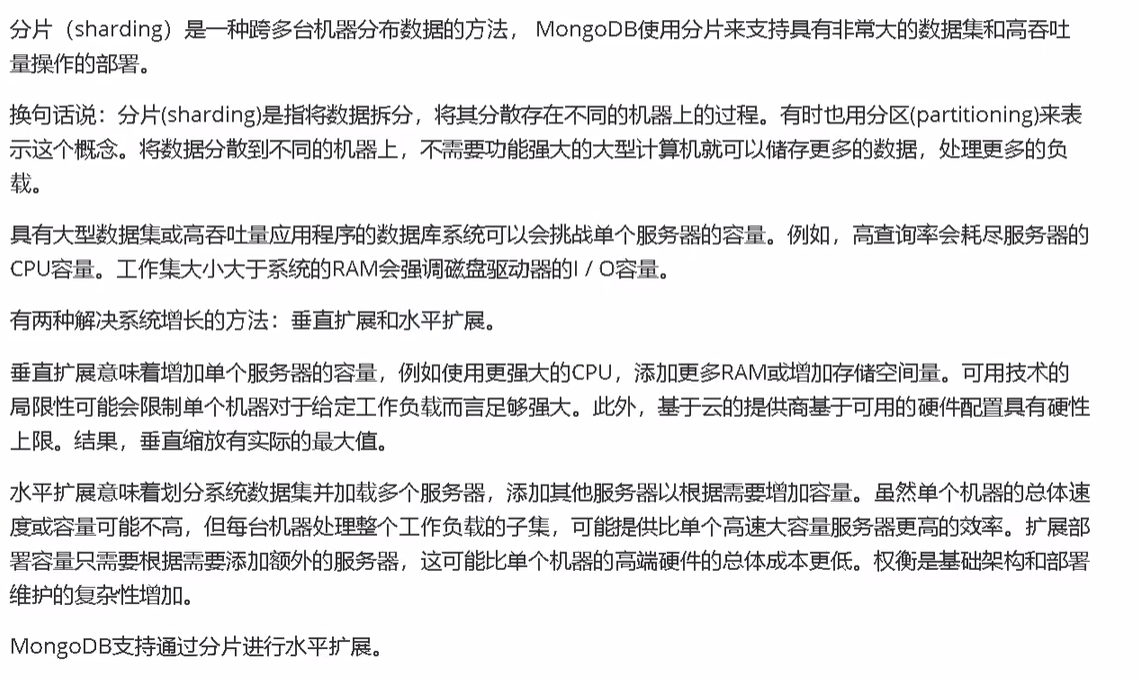 分片（sharding）是一种跨多台机器分布数据的方法， MongoDB使用分片来支持具有非常大的数据集和高吞吐
量操作的部署。
换句话说：分片(sharding)是指将数据拆分，将其分散存在不同的机器上的过程。有时也用分区(partitioning)来表
示这个概念。将数据分散到不同的机器上，不需要功能强大的大型计算机就可以储存更多的数据，处理更多的负
载。
具有大型数据集或高吞吐量应用程序的数据库系统可以会挑战单个服务器的容量。例如，高查询率会耗尽服务器的
CPU容量。工作集大小大于系统的RAM会强调磁盘驱动器的I / O容量。
有两种解决系统增长的方法：垂直扩展和水平扩展。
垂直扩展意味着增加单个服务器的容量，例如使用更强大的CPU，添加更多RAM或增加存储空间量。可用技术的
局限性可能会限制单个机器对于给定工作负载而言足够强大。此外，基于云的提供商基于可用的硬件配置具有硬性
上限。结果，垂直缩放有实际的最大值。
水平扩展意味着划分系统数据集并加载多个服务器，添加其他服务器以根据需要增加容量。虽然单个机器的总体速
度或容量可能不高，但每台机器处理整个工作负载的子集，可能提供比单个高速大容量服务器更高的效率。扩展部
署容量只需要根据需要添加额外的服务器，这可能比单个机器的高端硬件的总体成本更低。权衡是基础架构和部署
维护的复杂性增加。
MongoDB支持通过分片进行水平扩展。